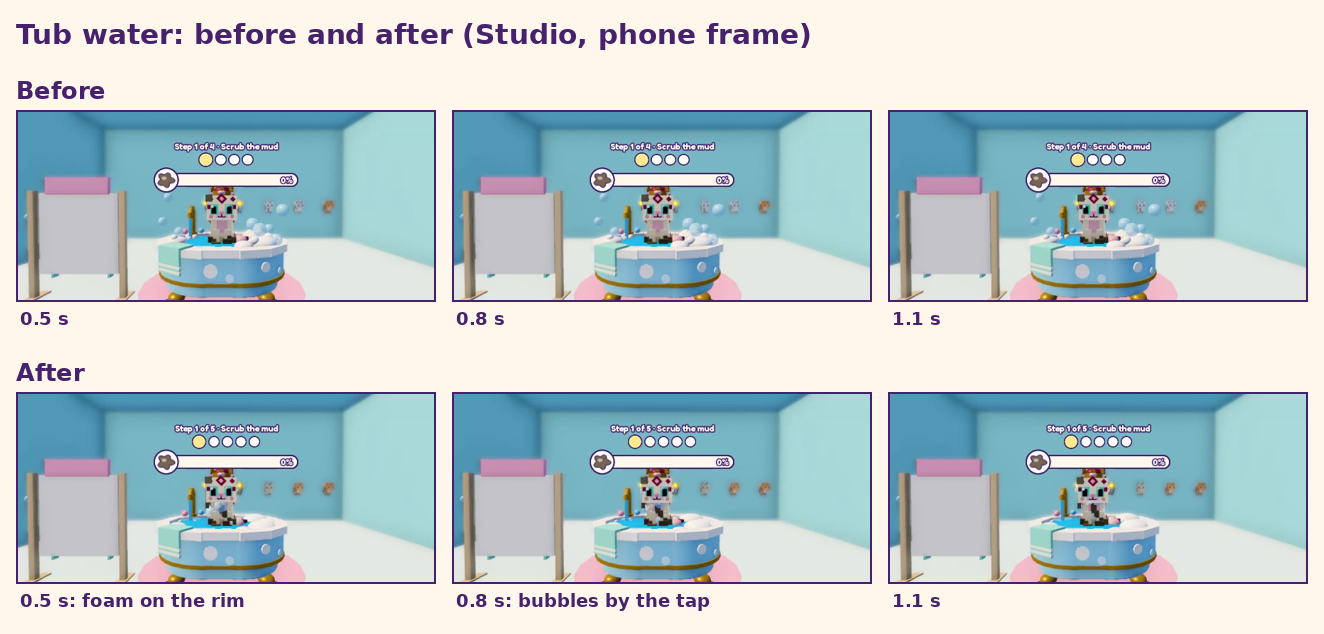 Tub water: before and after (Studio, phone frame)
Before
Step 1 of 4 · Scrub the mud
0%
Step 1 of 4 · Scrub the mud
0%
Step 1 of 4 · Scrub the mud
0%
0.5 s
0.8 s
1.1 s
After
Step 1 of 5 · Scrub the mud
0%
Step 1 of 5 · Scrub the mud
0%
Step 1 of 5 · Scrub the mud
0%
0.5 s: foam on the rim
0.8 s: bubbles by the tap
1.1 s